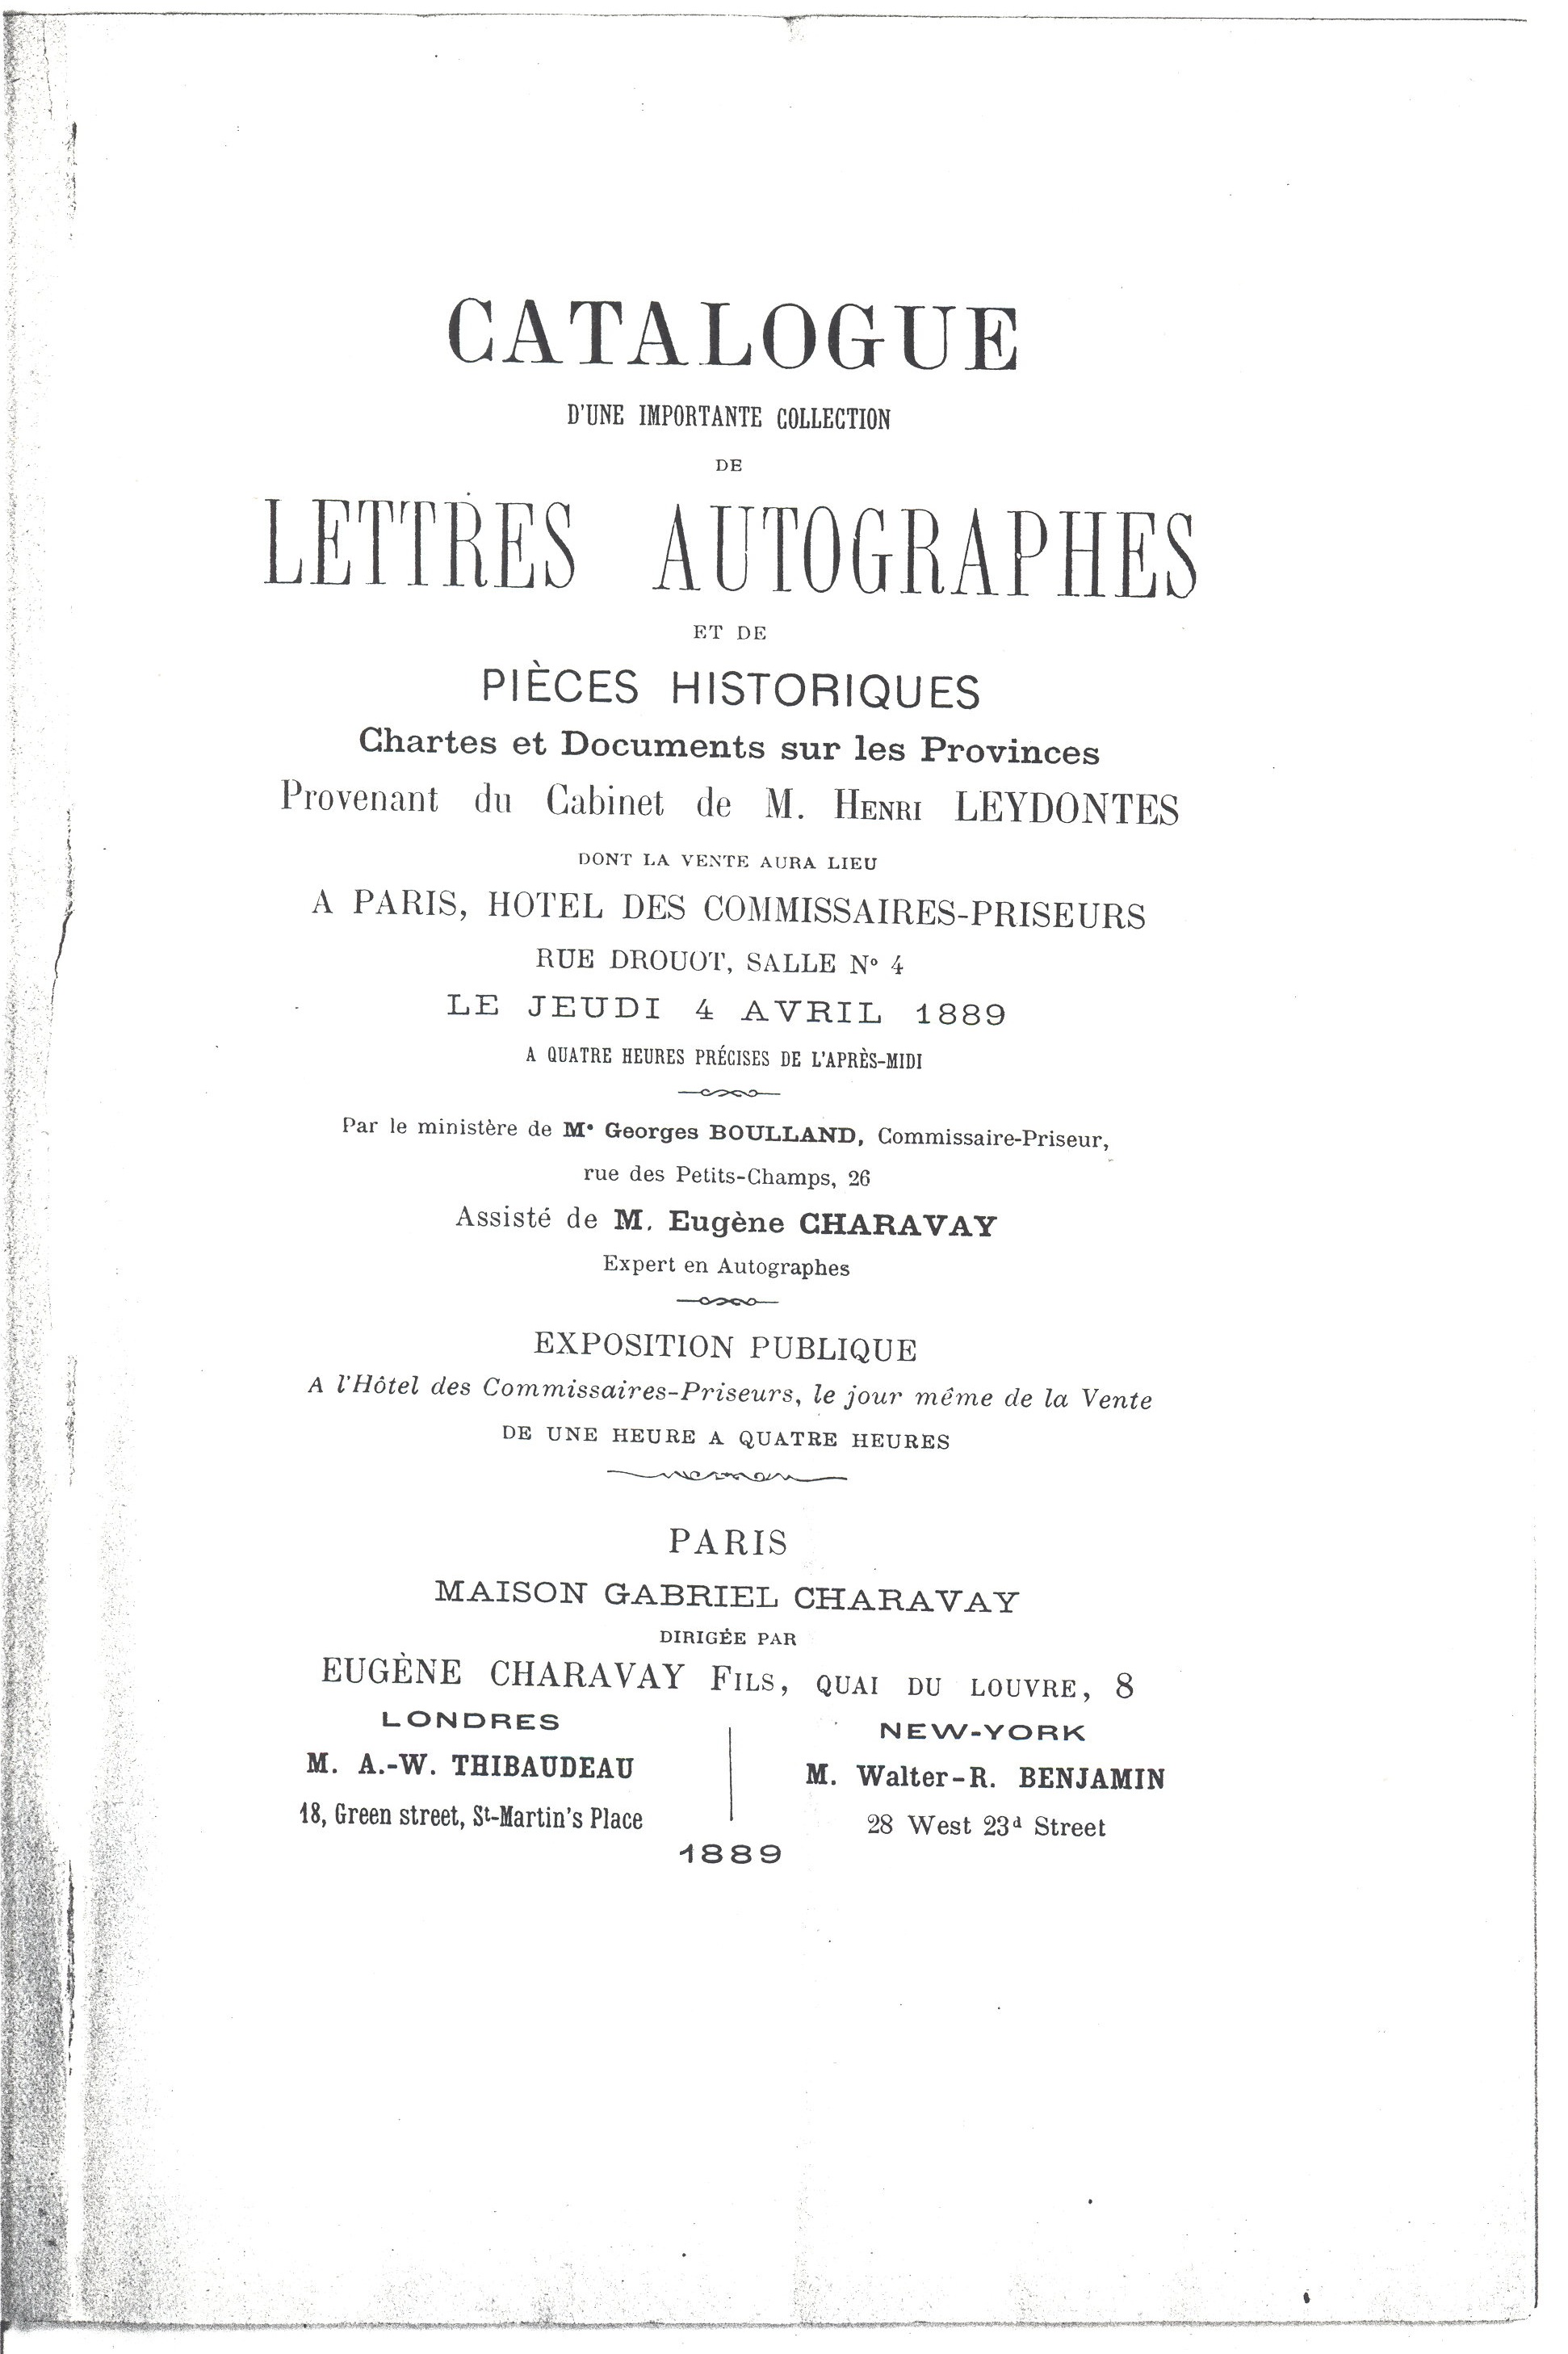 CATALOGUE
D'UNE IMPORTANTE COLLECTION
DE
LETTRES AUTOGRAPHES
ET DE
PIÈCES HISTORIQUES
Chartes et Documents sur les Provinces
Provenant du Cabinet de M. HENRI LEYDONTES
DONT LA VENTE AURA LIEU
A PARIS, HOTEL DES COMMISSAIRES-PRISEURS
RUE DROUOT, SALLE Nº 4
LE JEUDI 4 AVRIL 1889
A QUATRE HEURES PRÉCISES DE L'APRÈS-MIDI
Par le ministère de Mᵉ Georges BOULLAND, Commissaire-Priseur,
rue des Petits-Champs, 26
Assisté de M. Eugène CHARAVAY
Expert en Autographes
EXPOSITION PUBLIQUE
A l'Hôtel des Commissaires-Priseurs, le jour même de la Vente
DE UNE HEURE A QUATRE HEURES
PARIS
MAISON GABRIEL CHARAVAY
DIRIGÉE PAR
EUGÈNE CHARAVAY FILS, QUAI DU LOUVRE, 8
LONDRES
M. A.-W. THIBAUDEAU
18, Green street, Sᵗ-Martin's Place
NEW-YORK
M. Walter-R. BENJAMIN
28 West 23ᵈ Street
1889